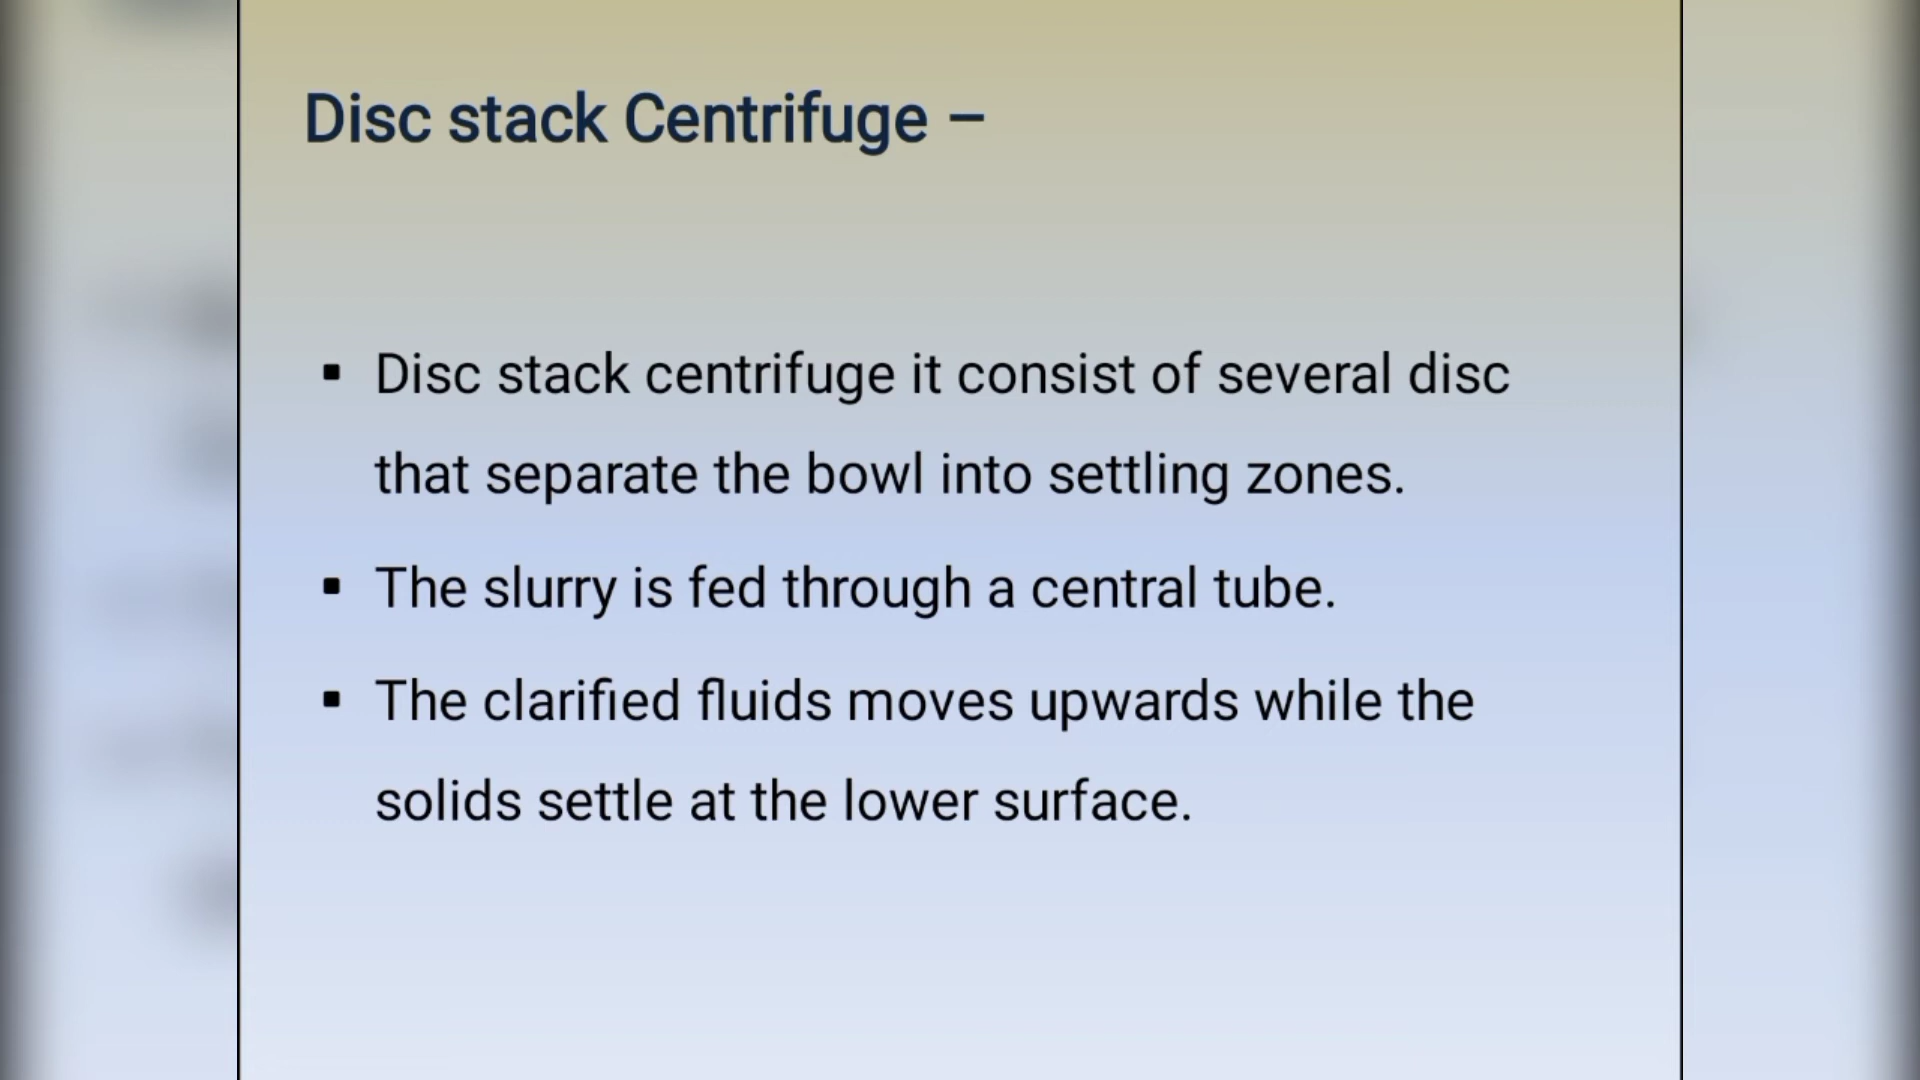 Disc stack Centrifuge –
▪ Disc stack centrifuge it consist of several disc
that separate the bowl into settling zones.
▪ The slurry is fed through a central tube.
▪ The clarified fluids moves upwards while the
solids settle at the lower surface.